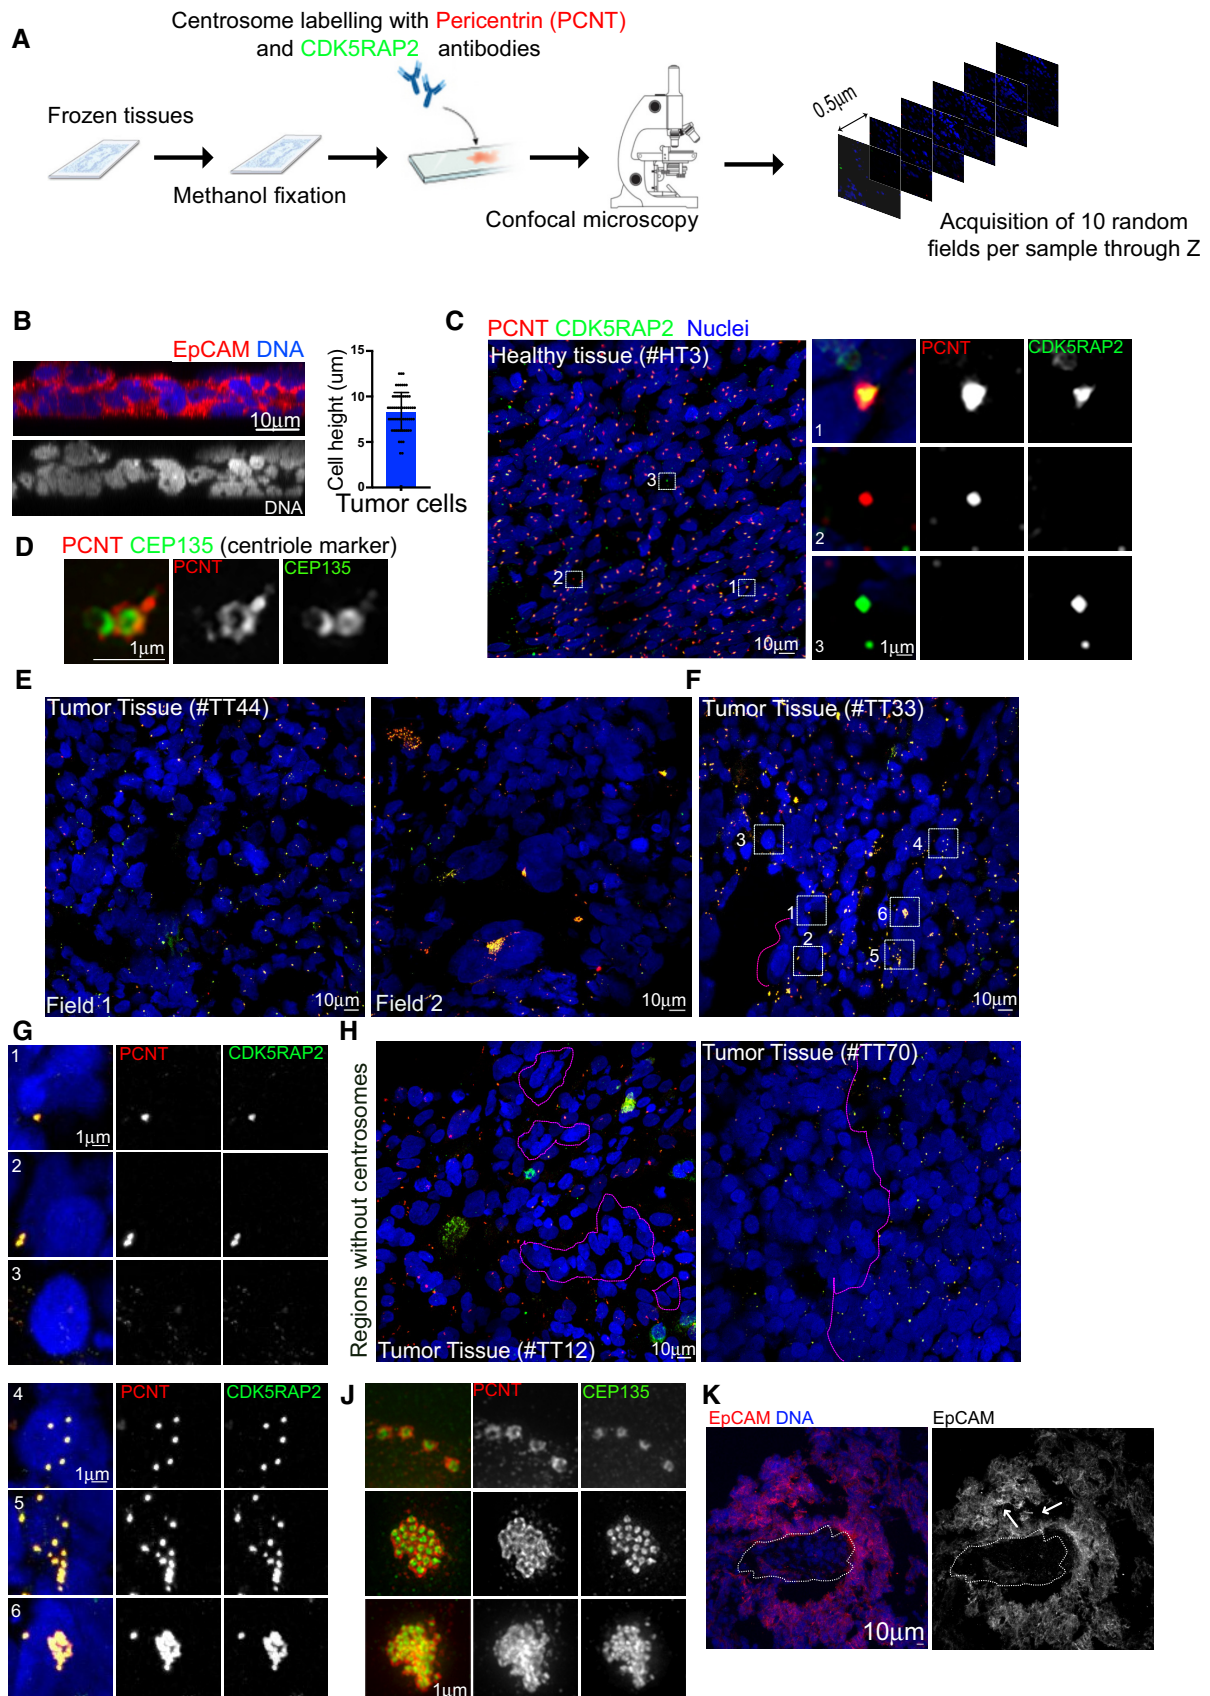 A
Centrosome labelling with Pericentrin (PCNT)
and CDK5RAP2 antibodies
Frozen tissues
Methanol fixation
Confocal microscopy
0.5µm
Acquisition of 10 random
fields per sample through Z
B
EpCAM DNA
10µm
DNA
Cell height (um)
15
10
5
0
Tumor cells
C
PCNT CDK5RAP2 Nuclei
Healthy tissue (#HT3)
3
2
1
10µm
PCNT
CDK5RAP2
1
2
3
1µm
D
PCNT CEP135 (centriole marker)
PCNT
CEP135
1µm
E
Tumor Tissue (#TT44)
Field 1
10µm
Field 2
10µm
F
Tumor Tissue (#TT33)
3
4
1
6
2
5
10µm
G
1
PCNT
CDK5RAP2
1µm
2
3
4
PCNT
CDK5RAP2
1µm
5
6
H
Regions without centrosomes
Tumor Tissue (#TT12)
10µm
Tumor Tissue (#TT70)
J
PCNT
CEP135
1µm
K
EpCAM DNA
EpCAM
10µm